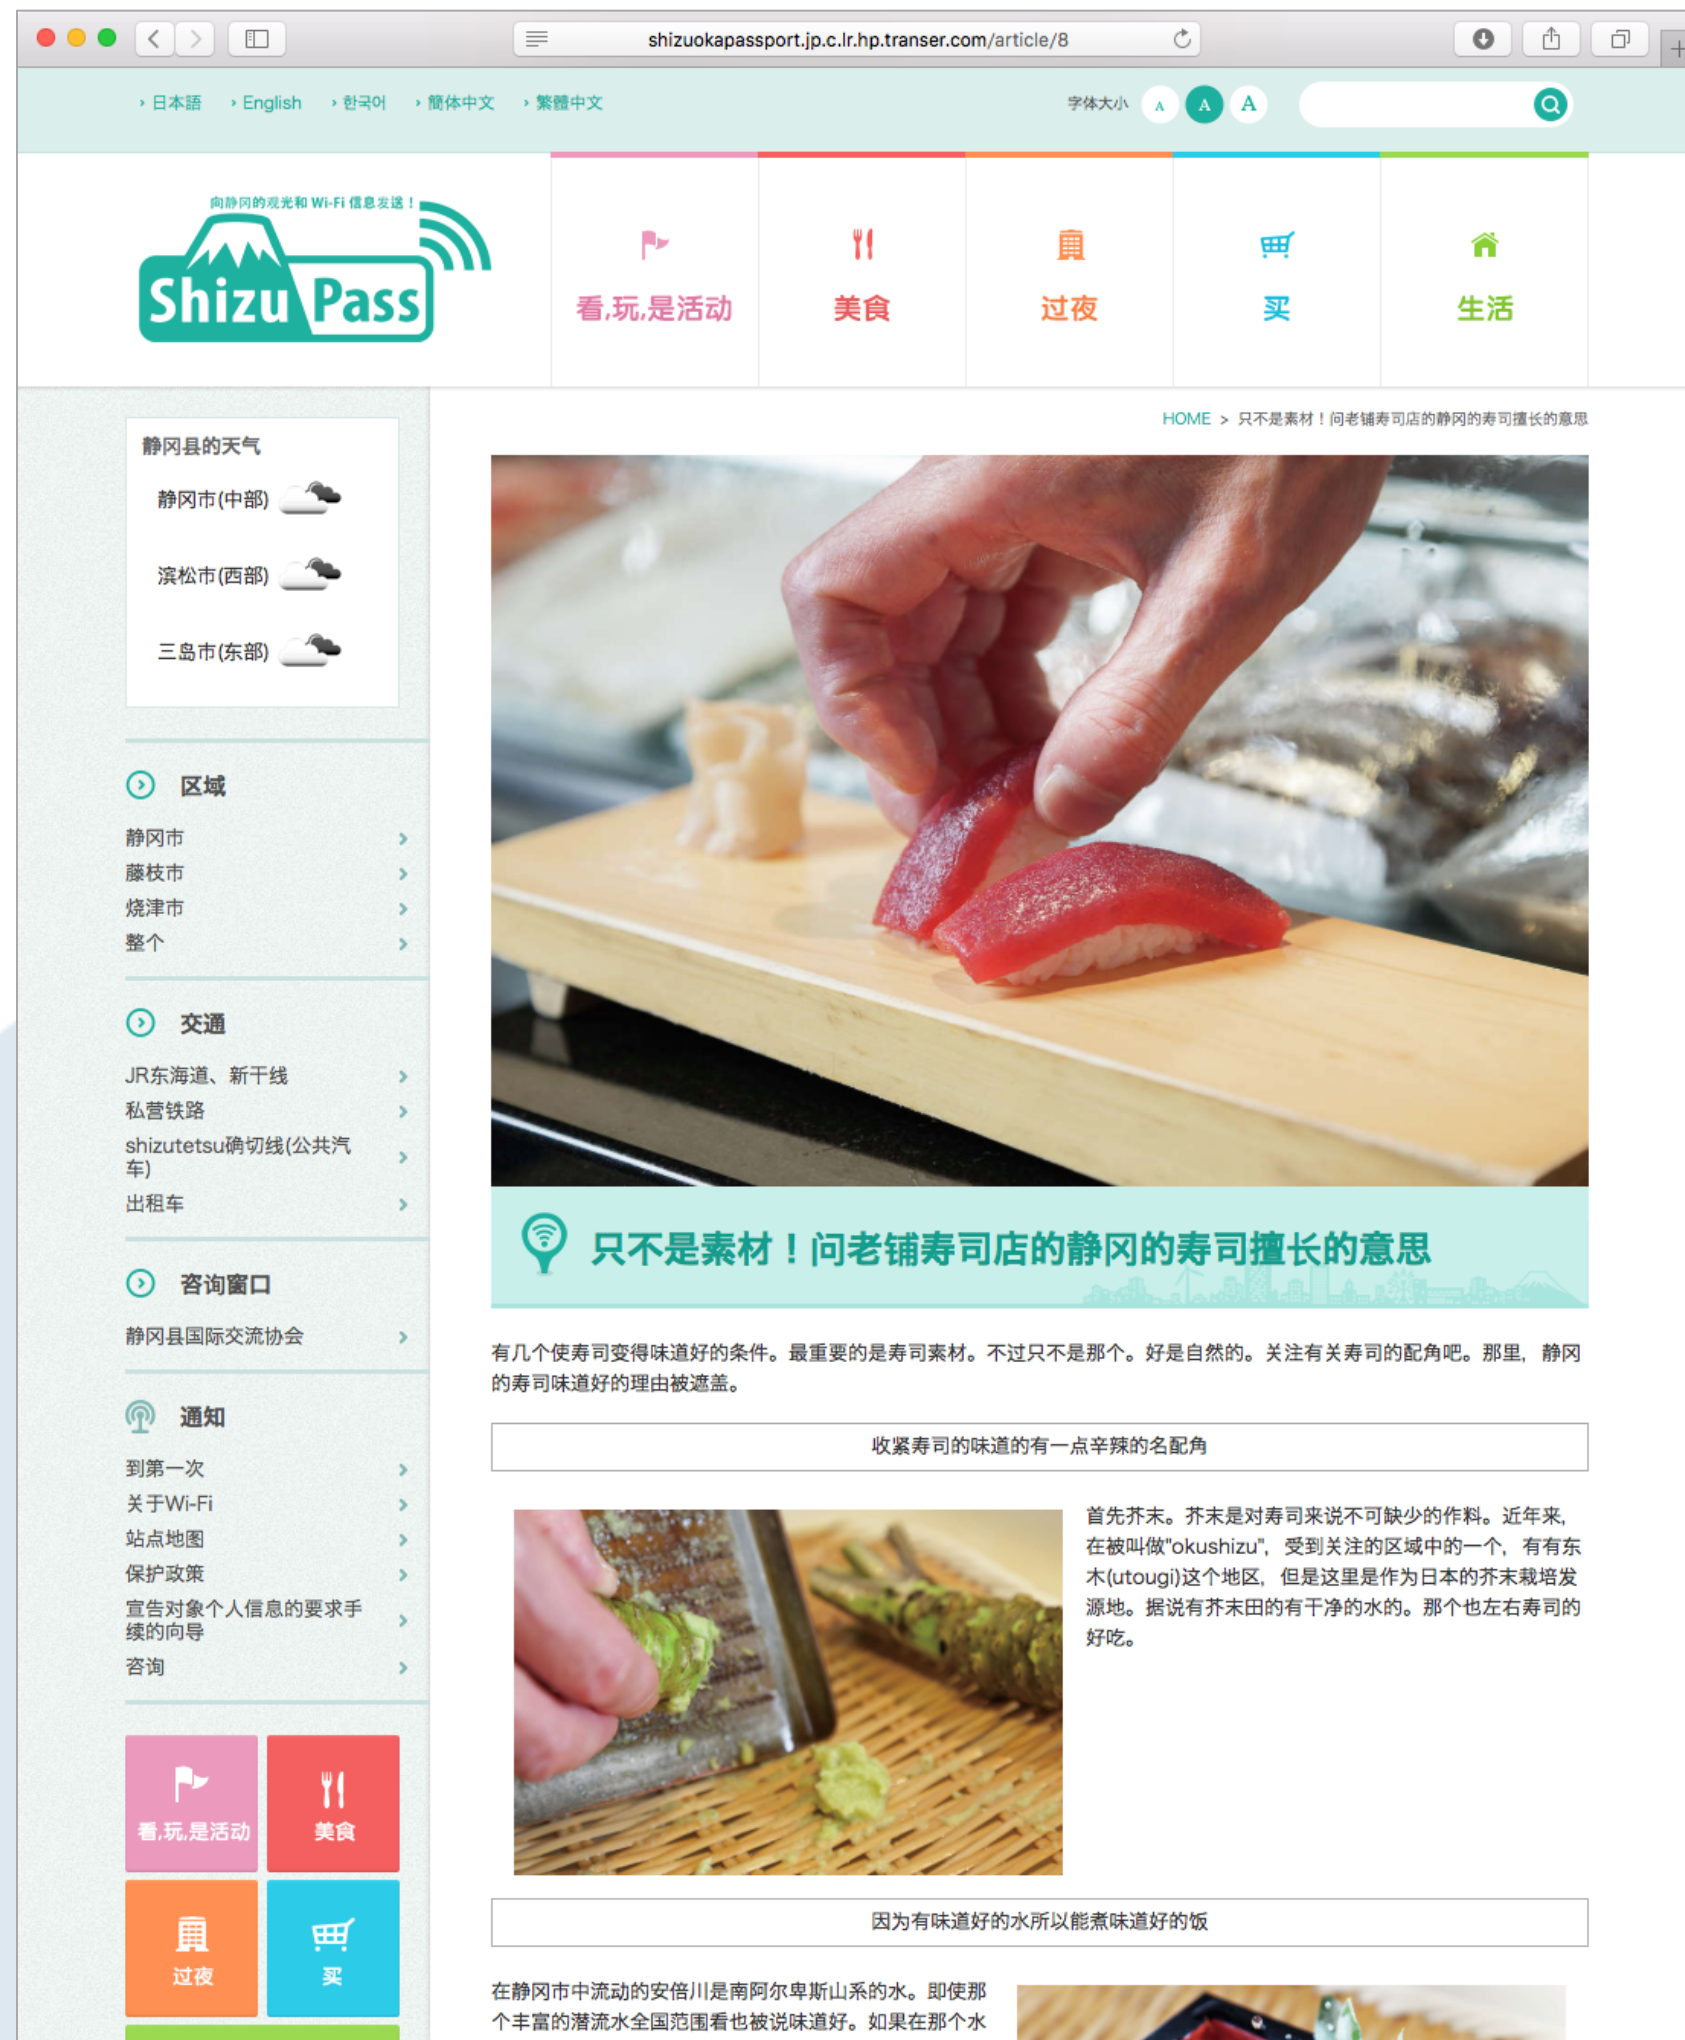 shizuokapassport.jp.c.lr.hp.transer.com/article/8
日本語 English 한국어 簡体中文 繁體中文
字体大小 A A A
向静冈的观光和 Wi-Fi 信息发送！
Shizu Pass
看,玩,是活动
美食
过夜
买
生活
HOME > 只不是素材！问老铺寿司店的静冈的寿司擅长的意思
静冈县的天气
静冈市(中部)
滨松市(西部)
三岛市(东部)
区域
静冈市
藤枝市
烧津市
整个
交通
JR东海道、新干线
私营铁路
shizutetsu确切线(公共汽
车)
出租车
咨询窗口
静冈县国际交流协会
通知
到第一次
关于Wi-Fi
站点地图
保护政策
宣告对象个人信息的要求手
续的向导
咨询
看,玩,是活动
美食
过夜
买
只不是素材！问老铺寿司店的静冈的寿司擅长的意思
有几个使寿司变得味道好的条件。最重要的是寿司素材。不过只不是那个。好是自然的。关注有关寿司的配角吧。那里，静冈
的寿司味道好的理由被遮盖。
收紧寿司的味道的有一点辛辣的名配角
首先芥末。芥末是对寿司来说不可缺少的作料。近年来，
在被叫做"okushizu"，受到关注的区域中的一个，有有东
木(utougi)这个地区，但是这里是作为日本的芥末栽培发
源地。据说有芥末田的有干净的水的。那个也左右寿司的
好吃。
因为有味道好的水所以能煮味道好的饭
在静冈市中流动的安倍川是南阿尔卑斯山系的水。即使那
个丰富的潜流水全国范围看也被说味道好。如果在那个水